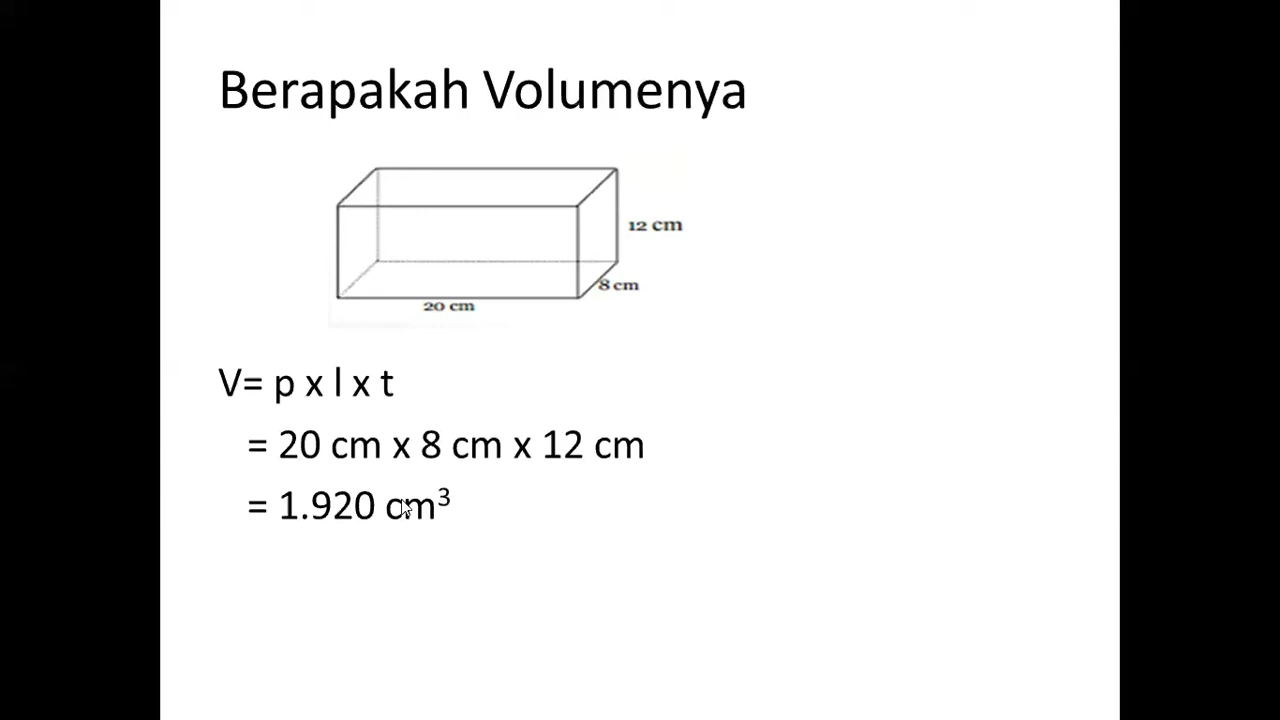 Berapakah Volumenya
12 cm
8 cm
20 cm
V= p x l x t
= 20 cm x 8 cm x 12 cm
= 1.920 cm³